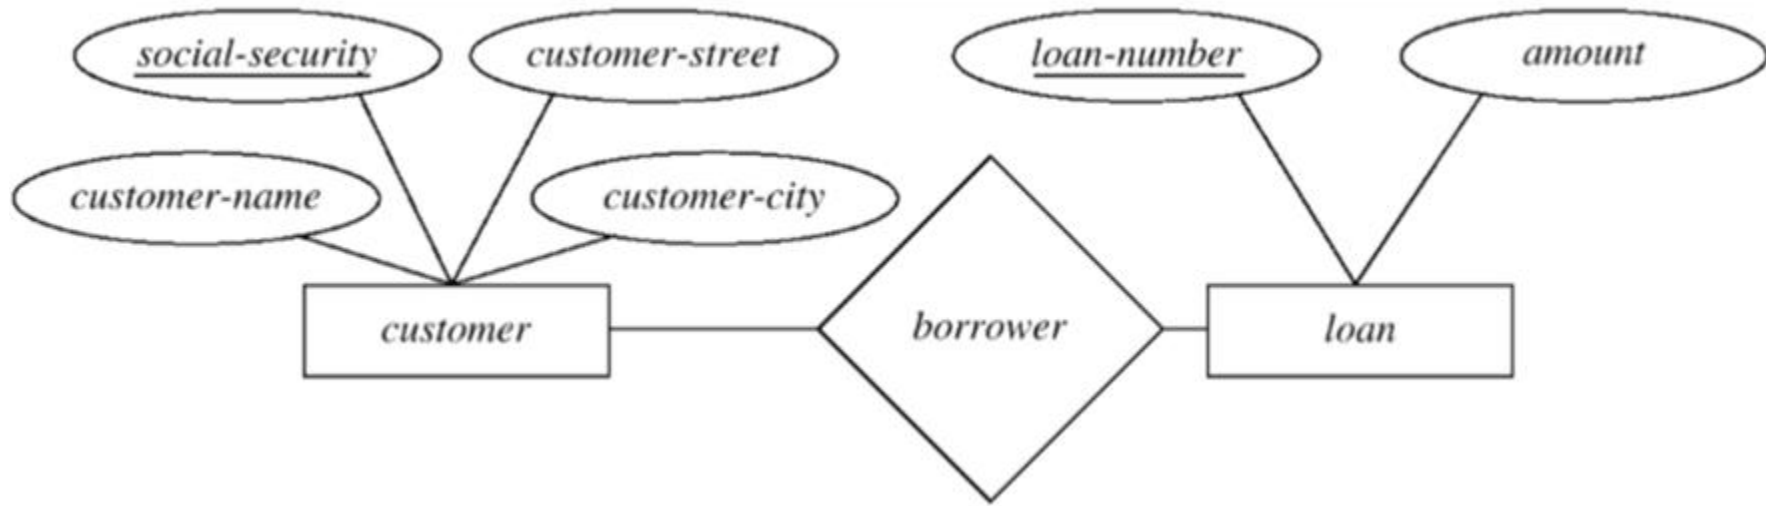 social-security
customer-street
loan-number
amount
customer-name
customer-city
customer
borrower
loan